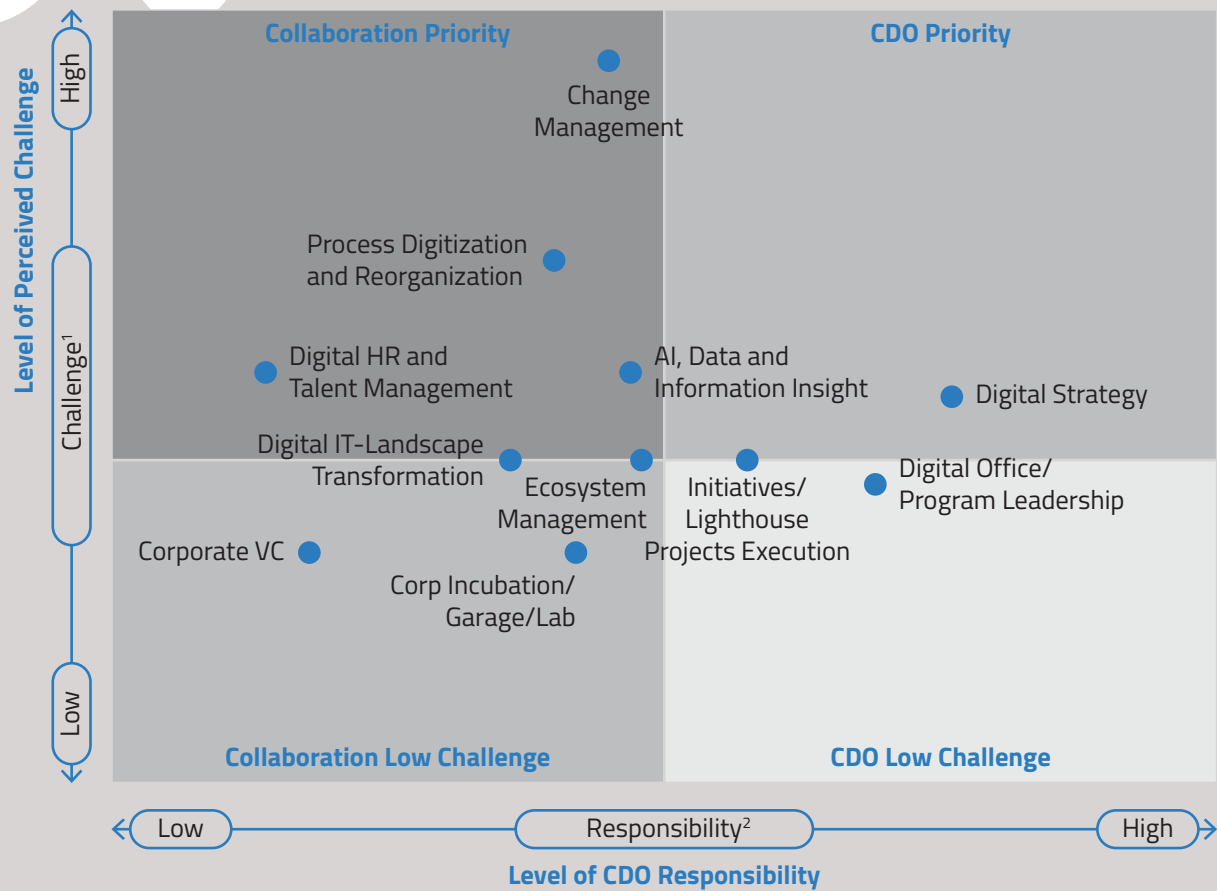 Collaboration Priority
CDO Priority
High
Level of Perceived Challenge
Change
Management
Process Digitization
and Reorganization
Challenge¹
Digital HR and
Talent Management
AI, Data and
Information Insight
Digital Strategy
Digital IT-Landscape
Transformation
Ecosystem
Management
Initiatives/
Lighthouse
Projects Execution
Digital Office/
Program Leadership
Corporate VC
Corp Incubation/
Garage/Lab
Low
Collaboration Low Challenge
CDO Low Challenge
Low
Responsibility²
High
Level of CDO Responsibility